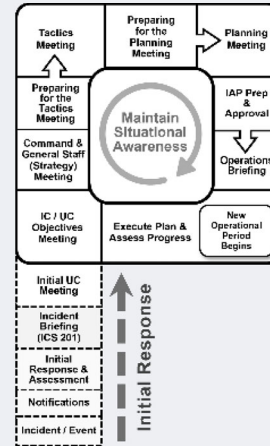 Tactics
Meeting
Preparing
for the
Planning
Meeting
Planning
Meeting
Preparing
for the
Tactics
Meeting
Maintain
Situational
Awareness
IAP Prep
&
Approval
Command &
General Staff
(Strategy)
Meeting
Operations
Briefing
IC / UC
Objectives
Meeting
Execute Plan &
Assess Progress
New
Operational
Period
Begins
Initial UC
Meeting
Incident
Briefing
(ICS 201)
Initial
Response &
Assessment
Notifications
Incident / Event
Initial Response